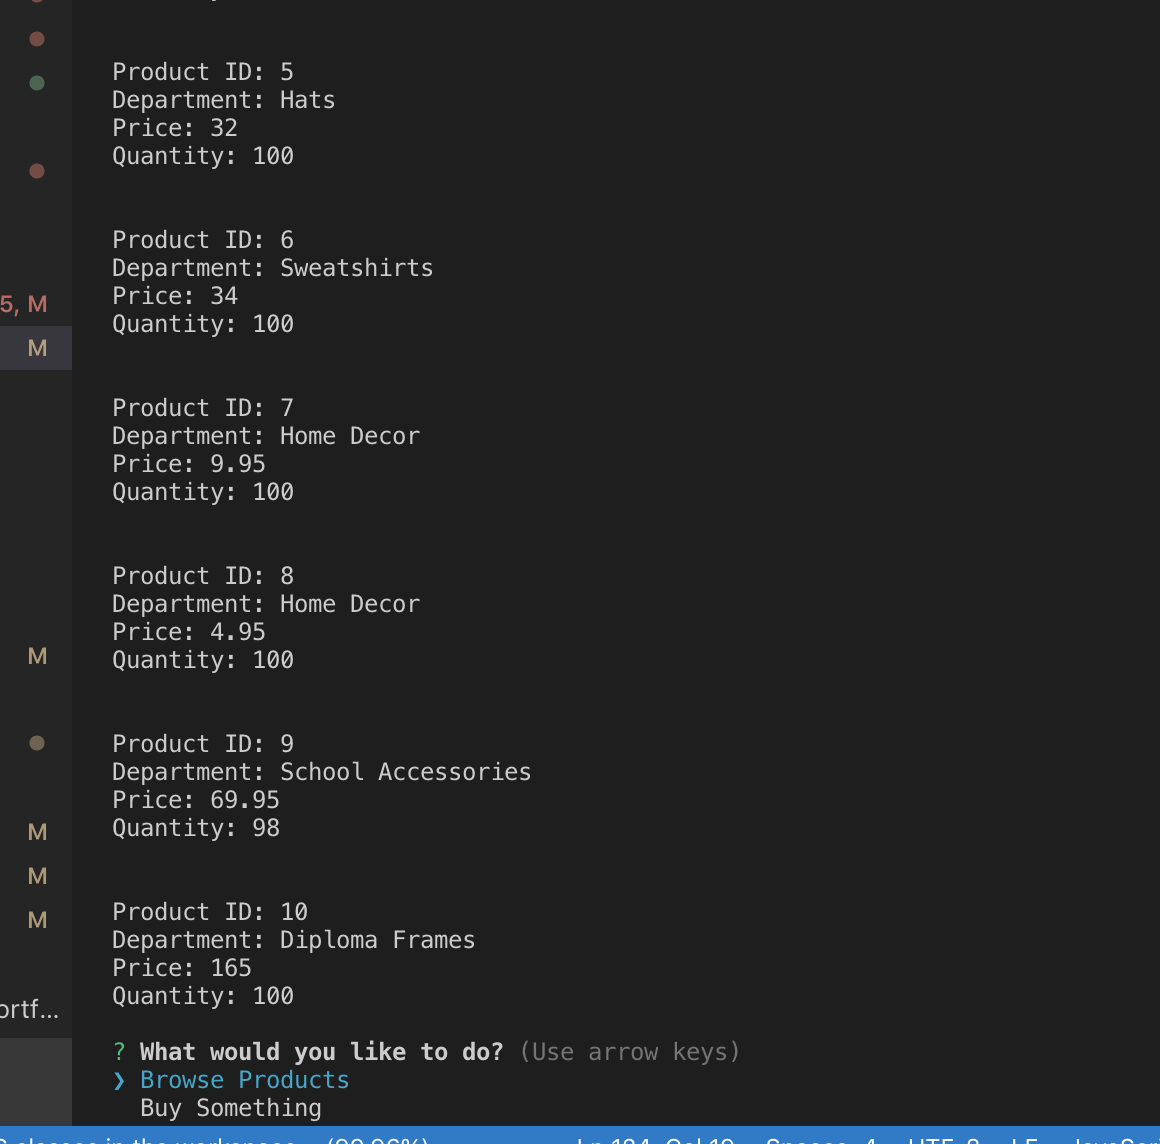 Product ID: 5
Department: Hats
Price: 32
Quantity: 100
Product ID: 6
Department: Sweatshirts
Price: 34
Quantity: 100
5, M
M
Product ID: 7
Department: Home Decor
Price: 9.95
Quantity: 100
Product ID: 8
Department: Home Decor
Price: 4.95
Quantity: 100
M
Product ID: 9
Department: School Accessories
Price: 69.95
Quantity: 98
M
M
M
Product ID: 10
Department: Diploma Frames
Price: 165
Quantity: 100
ortf...
? What would you like to do? (Use arrow keys)
❯ Browse Products
Buy Something
in the workspace